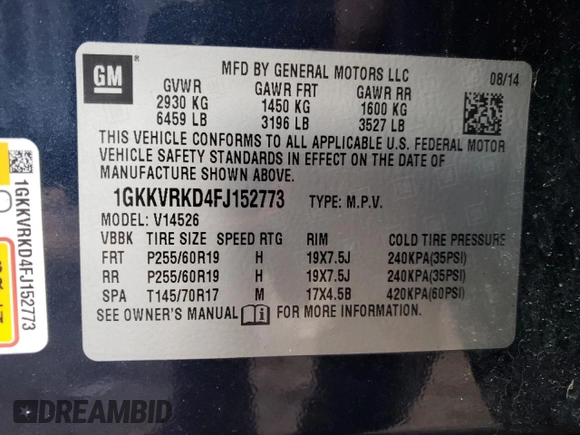 GM
MFD BY GENERAL MOTORS LLC 08/14
GVWR GAWR FRT GAWR RR
2930 KG 1450 KG 1600 KG
6459 LB 3196 LB 3527 LB
THIS VEHICLE CONFORMS TO ALL APPLICABLE U.S. FEDERAL MOTOR
VEHICLE SAFETY STANDARDS IN EFFECT ON THE DATE OF
MANUFACTURE SHOWN ABOVE.
1GKKVRKD4FJ152773 TYPE: M.P.V.
MODEL: V14526
VBBK TIRE SIZE SPEED RTG RIM COLD TIRE PRESSURE
FRT P255/60R19 H 19X7.5J 240KPA(35PSI)
RR P255/60R19 H 19X7.5J 240KPA(35PSI)
SPA T145/70R17 M 17X4.5B 420KPA(60PSI)
SEE OWNER'S MANUAL i FOR MORE INFORMATION.
1GKKVRKD4FJ152773
DREAMBID